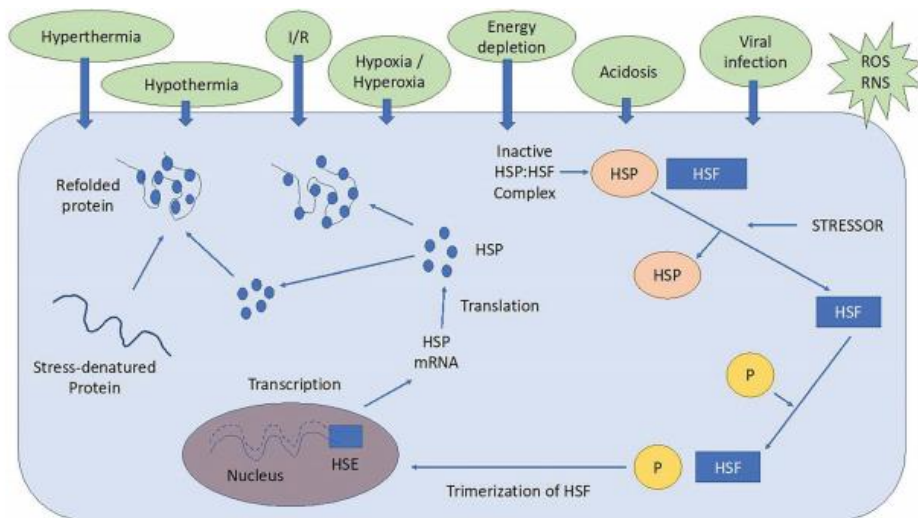 Hyperthermia
Hypothermia
I/R
Hypoxia /
Hyperoxia
Energy
depletion
Acidosis
Viral
infection
ROS
RNS
Refolded
protein
Inactive
HSP:HSF
Complex
HSP
HSF
STRESSOR
HSP
HSP
HSF
Translation
HSP
mRNA
Stress-denatured
Protein
Transcription
P
Nucleus
HSE
P
HSF
Trimerization of HSF